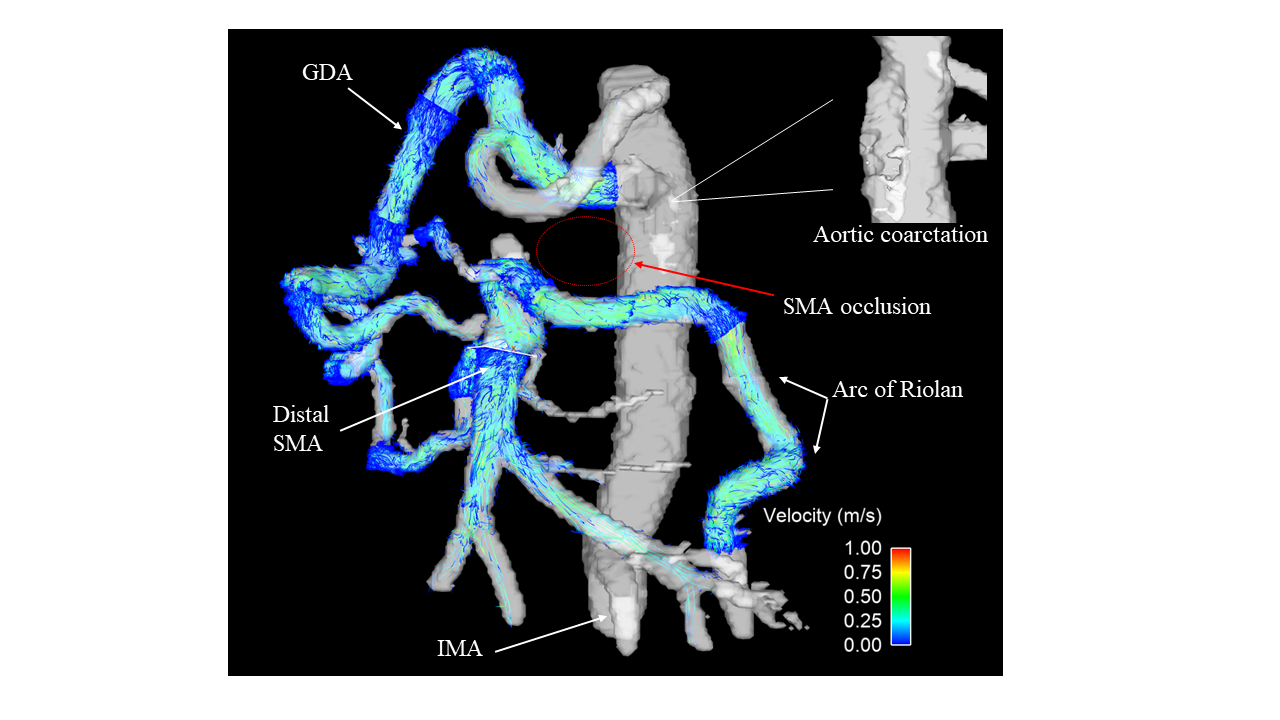 GDA
Aortic coarctation
SMA occlusion
Arc of Riolan
Distal
SMA
Velocity (m/s)
1.00
0.75
0.50
0.25
0.00
IMA